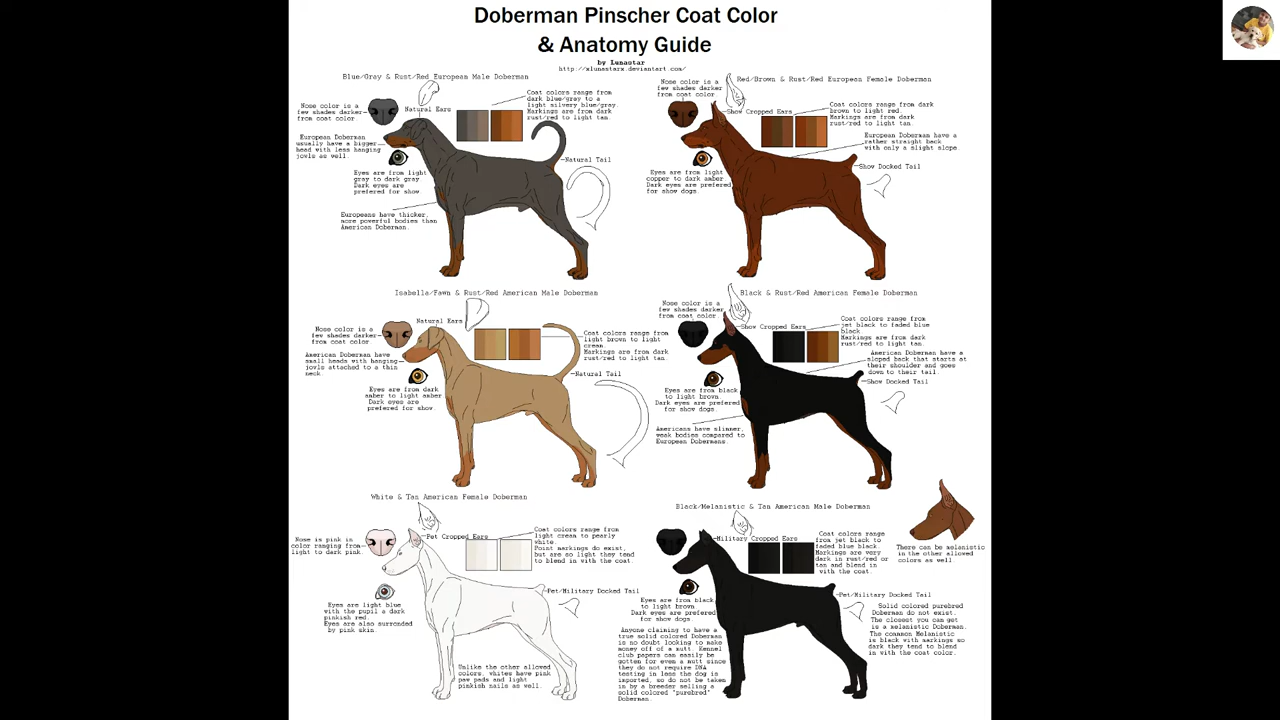 Doberman Pinscher Coat Color
& Anatomy Guide
by Lunastar
http://xlunastarx.deviantart.com/
Blue/Gray & Rust/Red European Male Doberman
Nose color is a
few shades darker
from coat color
Natural Ears
Coat colors range from
dark blue/gray to a
light silvery blue/gray.
Markings are from dark
rust/red to light tan.
European Doberman
usually have a bigger
head with less hanging
jowls as well.
Natural Tail
Eyes are from light
gray to dark gray
Dark eyes are
prefered for show.
Europeans have thicker,
more powerful bodies than
American Doberman.
Red/Brown & Rust/Red European Female Doberman
Nose color is a
few shades darker
from coat color
Show Cropped Ears
Coat colors range from dark
brown to light red.
Markings are from dark
rust/red to light tan.
European Doberman have a
rather straight back
with only a slight slope
Show Docked Tail
Eyes are from light
copper to dark amber
Dark eyes are prefered
for show dogs.
Isabella/Fawn & Rust/Red American Male Doberman
Natural Ears
Nose color is a
few shades darker
from coat color
Coat colors range from
light brown to light
cream.
Markings are from dark
rust/red to light tan.
American Doberman have
small heads with hanging
jowls attached to a thin
neck.
Natural Tail
Eyes are from dark
amber to light amber
Dark eyes are
prefered for show.
Black & Rust/Red American Female Doberman
Nose color is a
few shades darker
from coat color
Show Cropped Ears
Coat colors range from
jet black to faded blue
black.
Markings are from dark
rust/red to light tan.
American Doberman have a
sloped back that starts at
their shoulder and goes
down to their tail.
Show Docked Tail
Eyes are from black
to light brown.
Dark eyes are prefered
for show dogs.
Americans have slimmer,
weak bodies compared to
European Dobermans.
White & Tan American Female Doberman
Nose is pink in
color ranging from
light to dark pink.
Pet Cropped Ears
Coat colors range from
light cream to pearly
white.
Point markings do exist,
but are so light they tend
to blend in with the coat.
Pet/Military Docked Tail
Eyes are light blue
with the pupil a dark
pinkish red.
Eyes are also surronded
by pink skin.
Unlike the other allowed
colors, whites have pink
paw pads and light
pinkish nails as well.
Black/Melanistic & Tan American Male Doberman
Military Cropped Ears
Coat colors range
from jet black to
faded blue black.
Markings are very
dark in rust/red or
tan and blend in
with the coat.
There can be melanistic
in the other allowed
colors as well.
Pet/Military Docked Tail
Eyes are from black
to light brown.
Dark eyes are prefered
for show dogs.
Anyone claiming to have a
true solid colored Doberman
is no doubt looking to make
money off of a mutt. Kennel
club papers can easily be
gotten for even a mutt since
they do not require DNA
testing in less the dog is
imported, so do not be taken
in by a breeder selling a
solid colored "purebred"
Doberman.
Solid colored purebred
Doberman do not exist.
The closest you can get
is a melanistic Doberman.
The common Melanistic
is black with markings so
dark they tend to blend
in with the coat color.